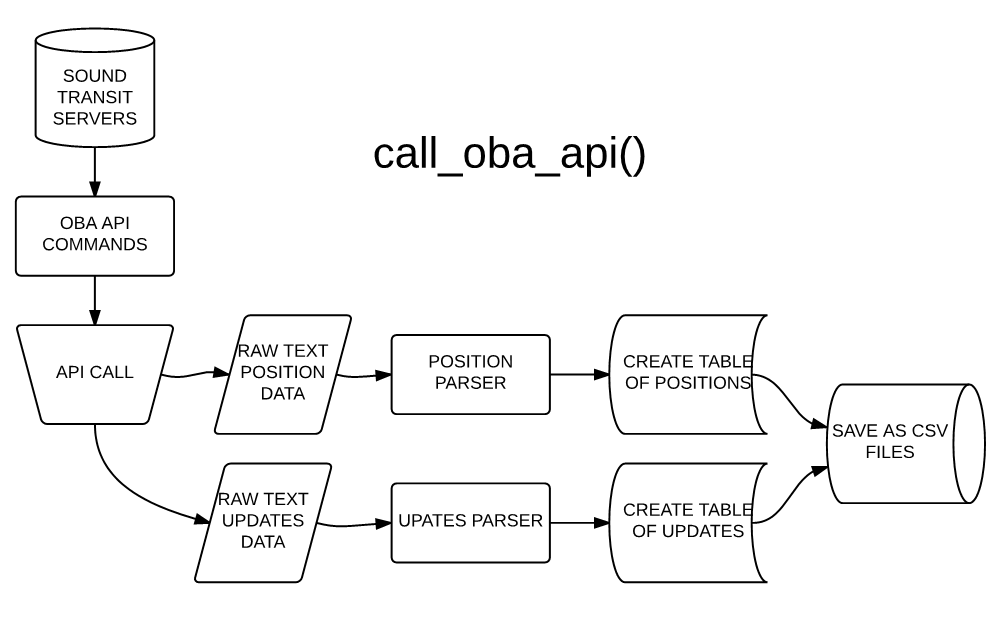 SOUND
TRANSIT
SERVERS
call_oba_api()
OBA API
COMMANDS
API CALL
RAW TEXT
POSITION
DATA
POSITION
PARSER
CREATE TABLE
OF POSITIONS
SAVE AS CSV
FILES
RAW TEXT
UPDATES
DATA
UPATES PARSER
CREATE TABLE
OF UPDATES